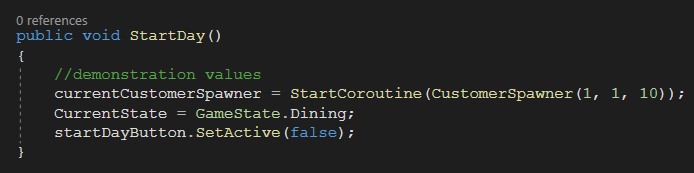 0 references
public void StartDay()
{
    //demonstration values
    currentCustomerSpawner = StartCoroutine(CustomerSpawner(1, 1, 10));
    CurrentState = GameState.Dining;
    startDayButton.SetActive(false);
}